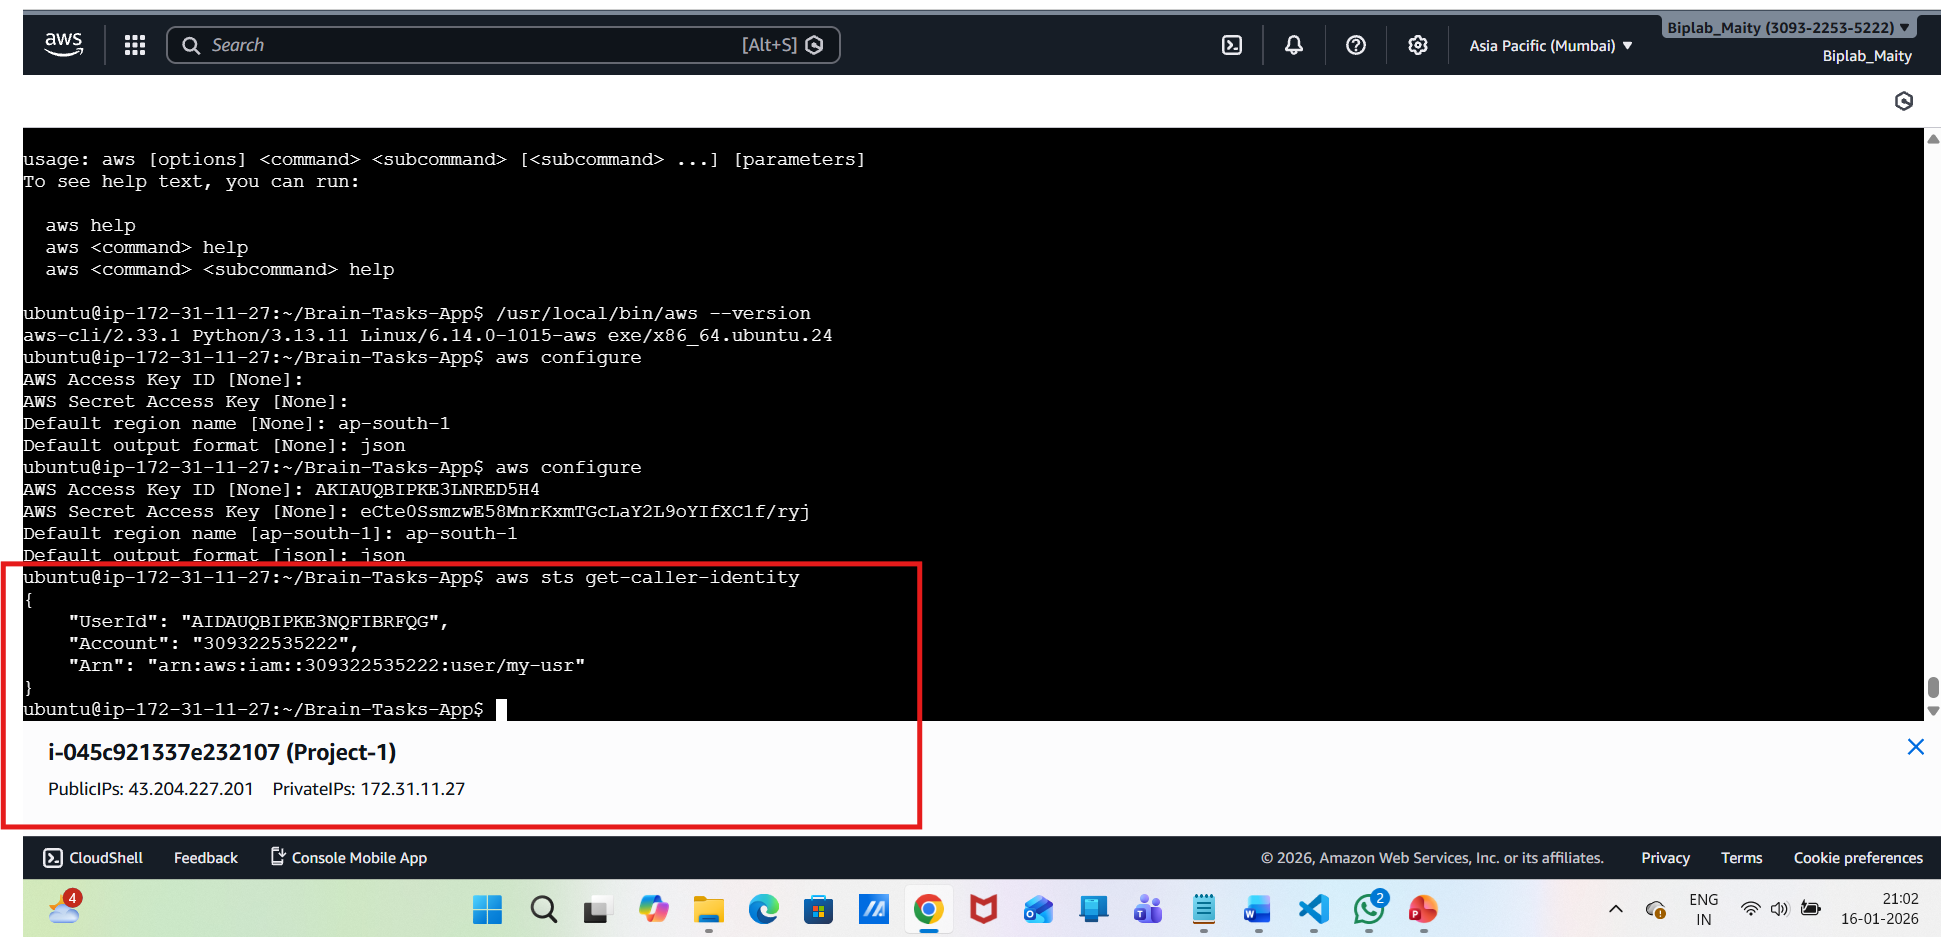 aws
Search
[Alt+S]
Asia Pacific (Mumbai)
Biplab_Maity (3093-2253-5222)
Biplab_Maity
usage: aws [options] <command> <subcommand> [<subcommand> ...] [parameters]
To see help text, you can run:
aws help
aws <command> help
aws <command> <subcommand> help
ubuntu@ip-172-31-11-27:~/Brain-Tasks-App$ /usr/local/bin/aws --version
aws-cli/2.33.1 Python/3.13.11 Linux/6.14.0-1015-aws exe/x86_64.ubuntu.24
ubuntu@ip-172-31-11-27:~/Brain-Tasks-App$ aws configure
AWS Access Key ID [None]:
AWS Secret Access Key [None]:
Default region name [None]: ap-south-1
Default output format [None]: json
ubuntu@ip-172-31-11-27:~/Brain-Tasks-App$ aws configure
AWS Access Key ID [None]: AKIAUQBIPKE3LNRED5H4
AWS Secret Access Key [None]: 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
Default region name [ap-south-1]: ap-south-1
Default output format [json]: json
ubuntu@ip-172-31-11-27:~/Brain-Tasks-App$ aws sts get-caller-identity
{
"UserId": "AIDAUQBIPKE3NQFIBRFQG",
"Account": "309322535222",
"Arn": "arn:aws:iam::309322535222:user/my-usr"
}
ubuntu@ip-172-31-11-27:~/Brain-Tasks-App$
i-045c921337e232107 (Project-1)
PublicIPs: 43.204.227.201 PrivateIPs: 172.31.11.27
CloudShell Feedback Console Mobile App © 2026, Amazon Web Services, Inc. or its affiliates. Privacy Terms Cookie preferences
4
2
ENG
IN
21:02
16-01-2026